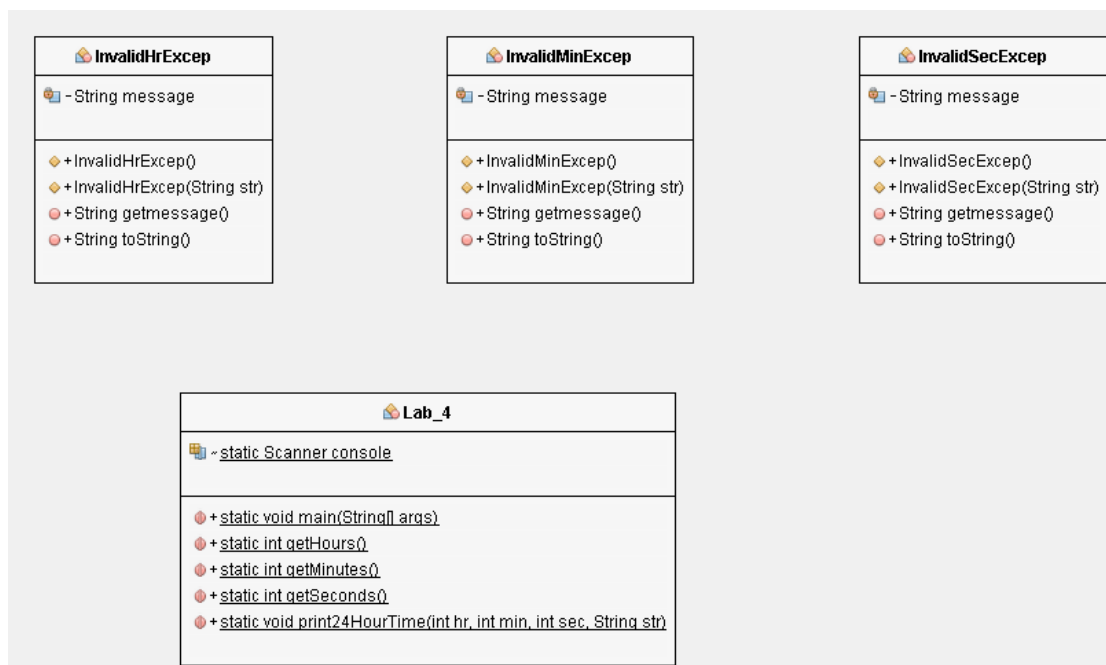 InvalidHrExcep
-String message
+InvalidHrExcep()
+InvalidHrExcep(String str)
+String getmessage()
+String toString()
InvalidMinExcep
-String message
+InvalidMinExcep()
+InvalidMinExcep(String str)
+String getmessage()
+String toString()
InvalidSecExcep
-String message
+InvalidSecExcep()
+InvalidSecExcep(String str)
+String getmessage()
+String toString()
Lab_4
~static Scanner console
+static void main(String[] args)
+static int getHours()
+static int getMinutes()
+static int getSeconds()
+static void print24HourTime(int hr, int min, int sec, String str)